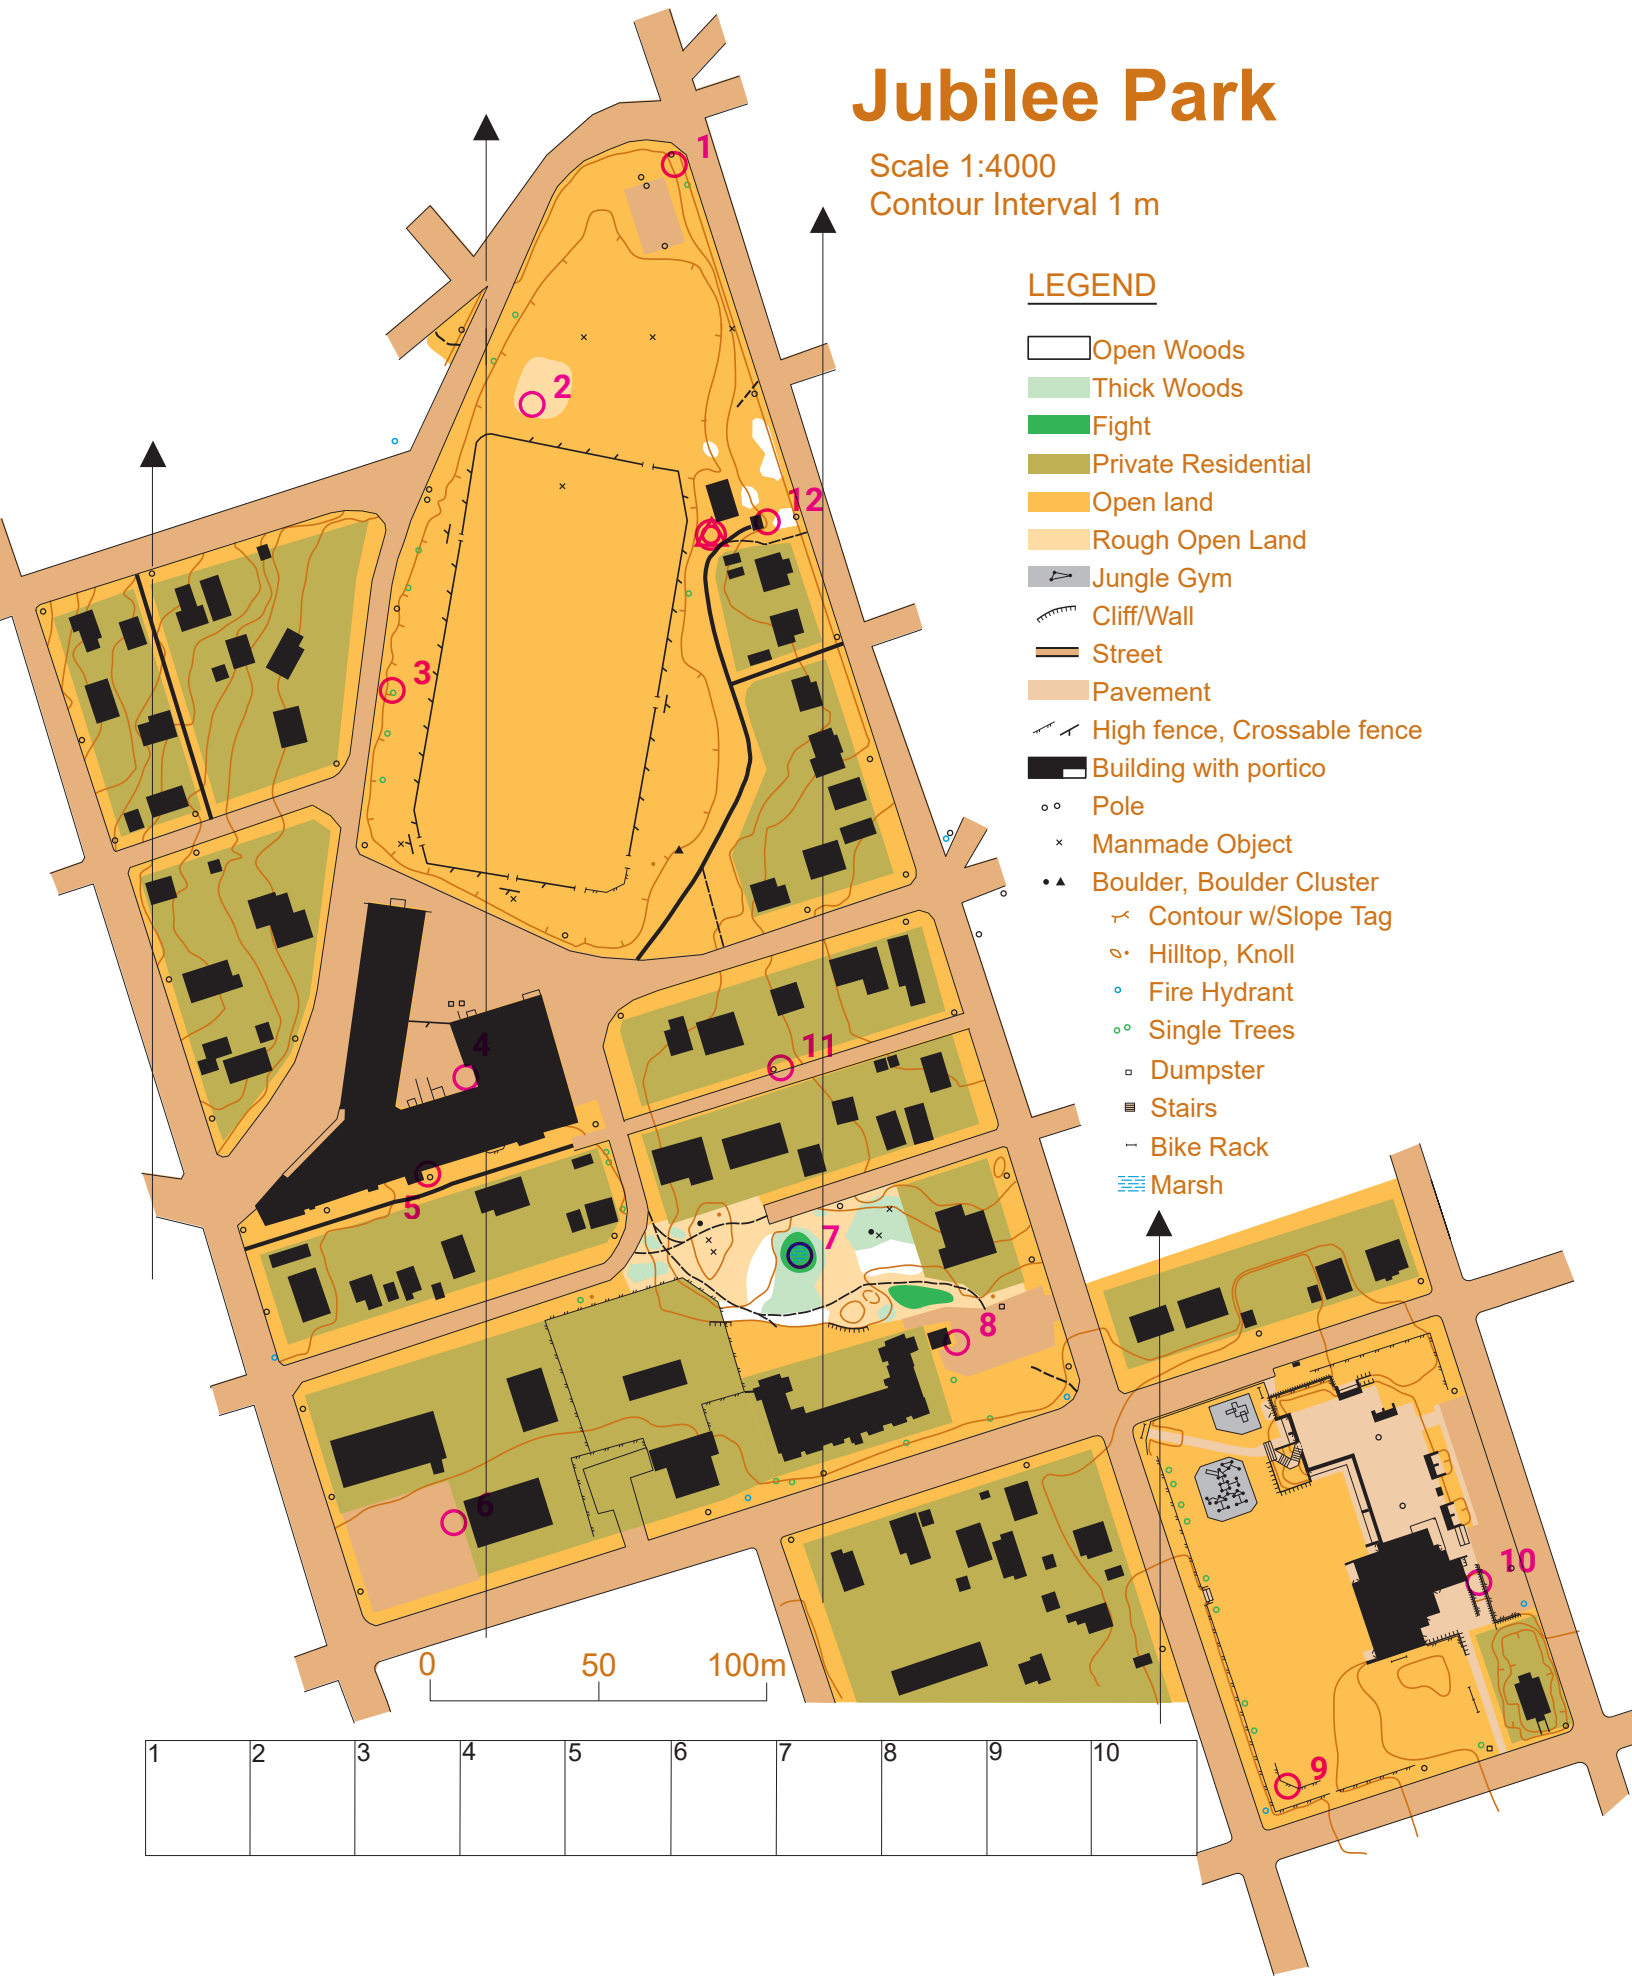 Jubilee Park
Scale 1:4000
Contour Interval 1 m
LEGEND
Open Woods
Thick Woods
Fight
Private Residential
Open land
Rough Open Land
Jungle Gym
Cliff/Wall
Street
Pavement
High fence, Crossable fence
Building with portico
Pole
Manmade Object
Boulder, Boulder Cluster
Contour w/Slope Tag
Hilltop, Knoll
Fire Hydrant
Single Trees
Dumpster
Stairs
Bike Rack
Marsh
1
2
12
3
4
11
5
7
8
6
10
9
0 50 100m
1 2 3 4 5 6 7 8 9 10